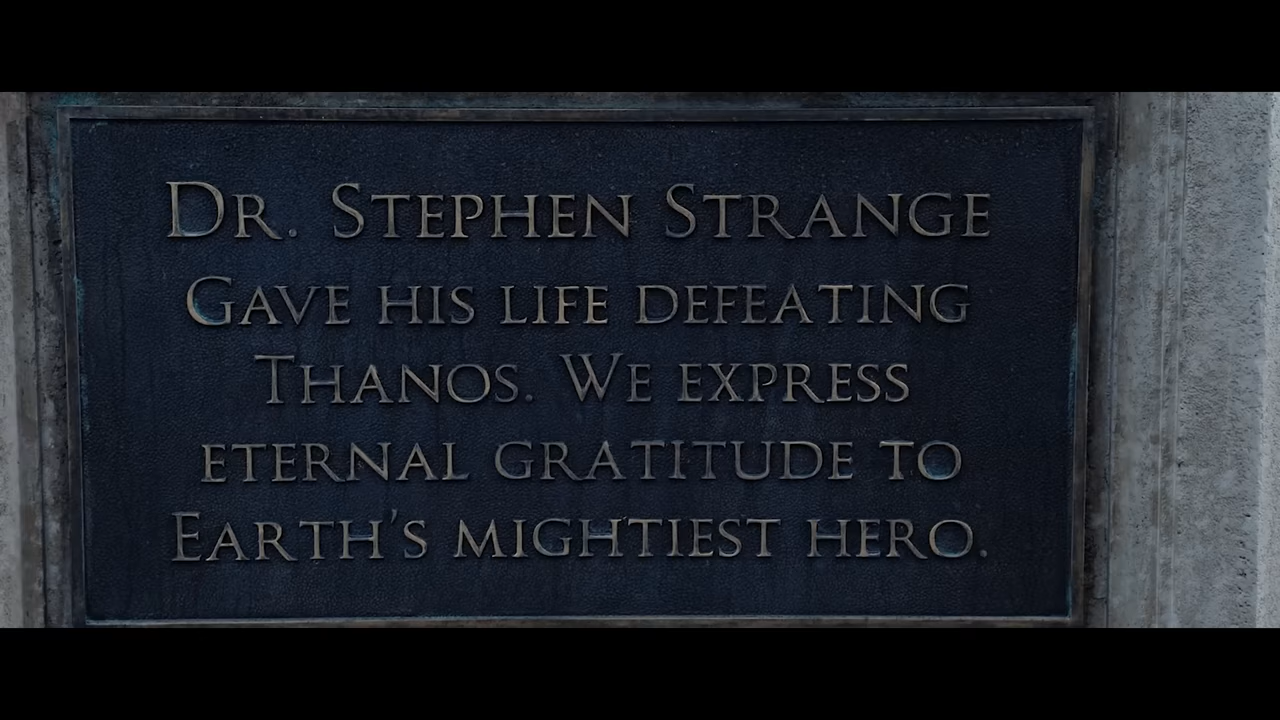 Dr. Stephen Strange
Gave his life defeating
Thanos. We express
eternal gratitude to
Earth's mightiest hero.